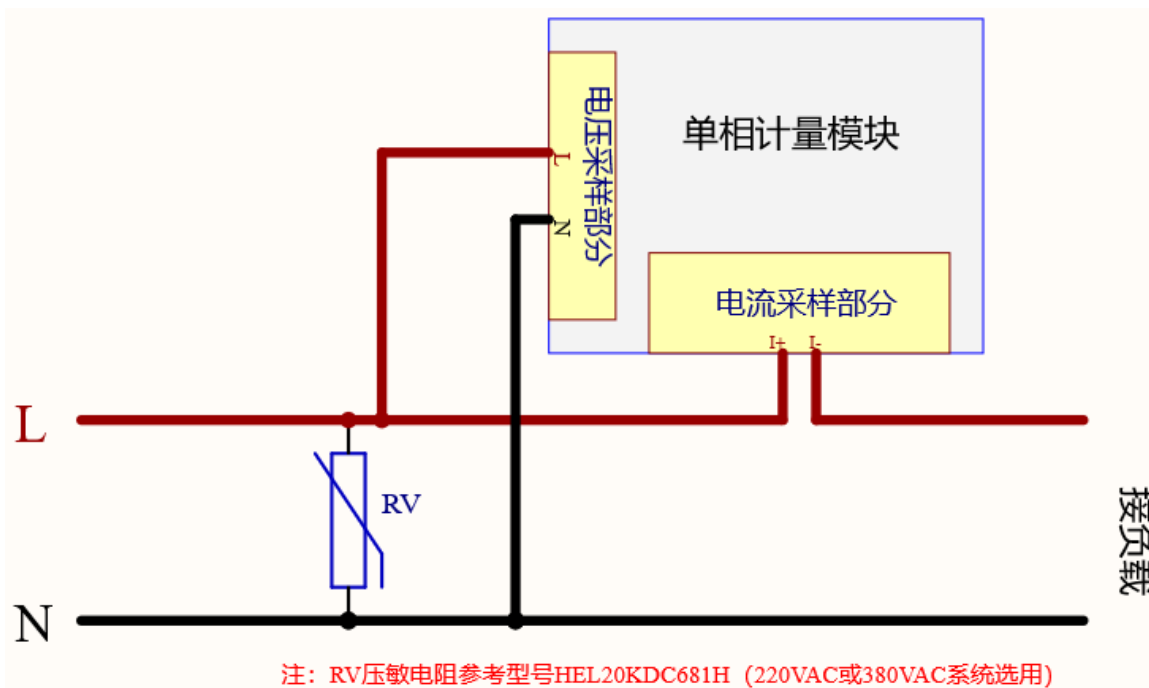 电压采样部分
单相计量模块
L
N
电流采样部分
I+ I-
L
RV
接负载
N
注：RV压敏电阻参考型号HEL20KDC681H（220VAC或380VAC系统选用）